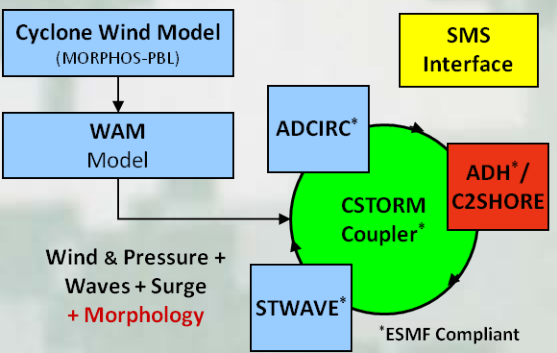 Cyclone Wind Model
(MORPHOS-PBL)
SMS
Interface
WAM
Model
ADCIRC*
ADH*/
C2SHORE
CSTORM
Coupler*
Wind & Pressure +
Waves + Surge
+ Morphology
STWAVE*
*ESMF Compliant